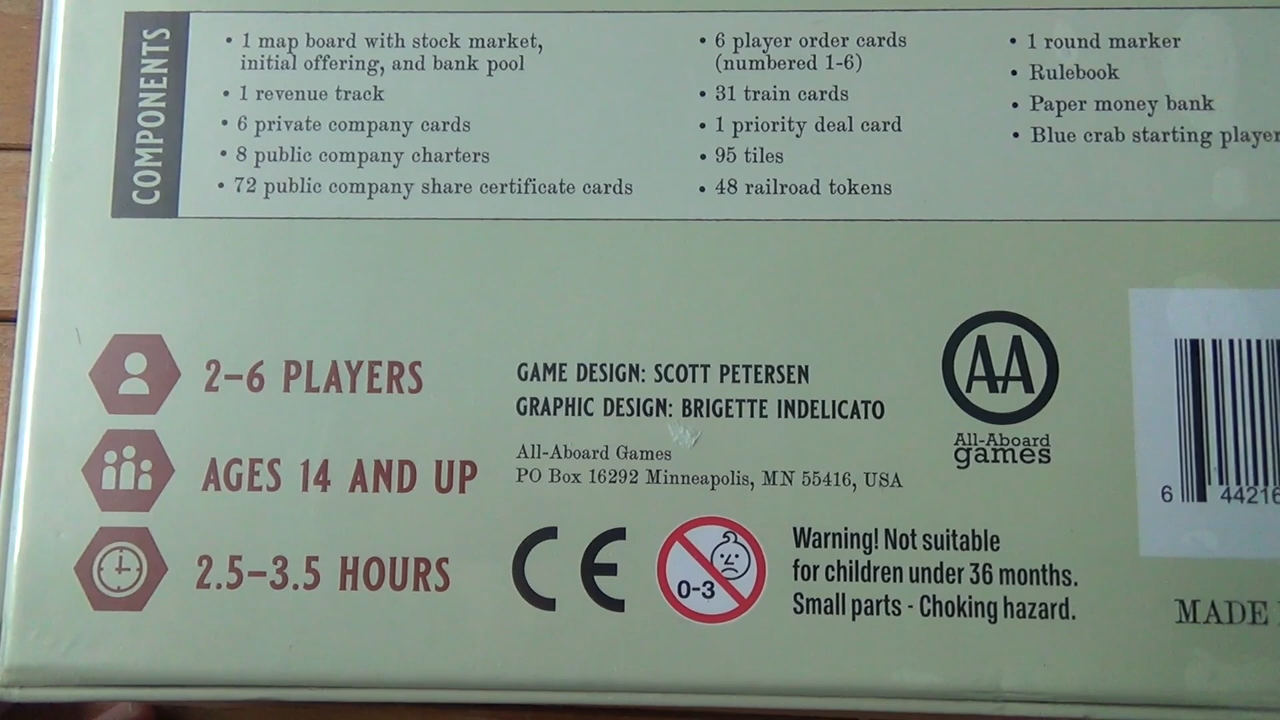 COMPONENTS
• 1 map board with stock market,
initial offering, and bank pool
• 1 revenue track
• 6 private company cards
• 8 public company charters
• 72 public company share certificate cards
• 6 player order cards
(numbered 1-6)
• 31 train cards
• 1 priority deal card
• 95 tiles
• 48 railroad tokens
• 1 round marker
• Rulebook
• Paper money bank
• Blue crab starting player
2-6 PLAYERS
AGES 14 AND UP
2.5-3.5 HOURS
GAME DESIGN: SCOTT PETERSEN
GRAPHIC DESIGN: BRIGETTE INDELICATO
All-Aboard Games
PO Box 16292 Minneapolis, MN 55416, USA
AA
All-Aboard
games
CE
0-3
Warning! Not suitable
for children under 36 months.
Small parts - Choking hazard.
6 44216
MADE